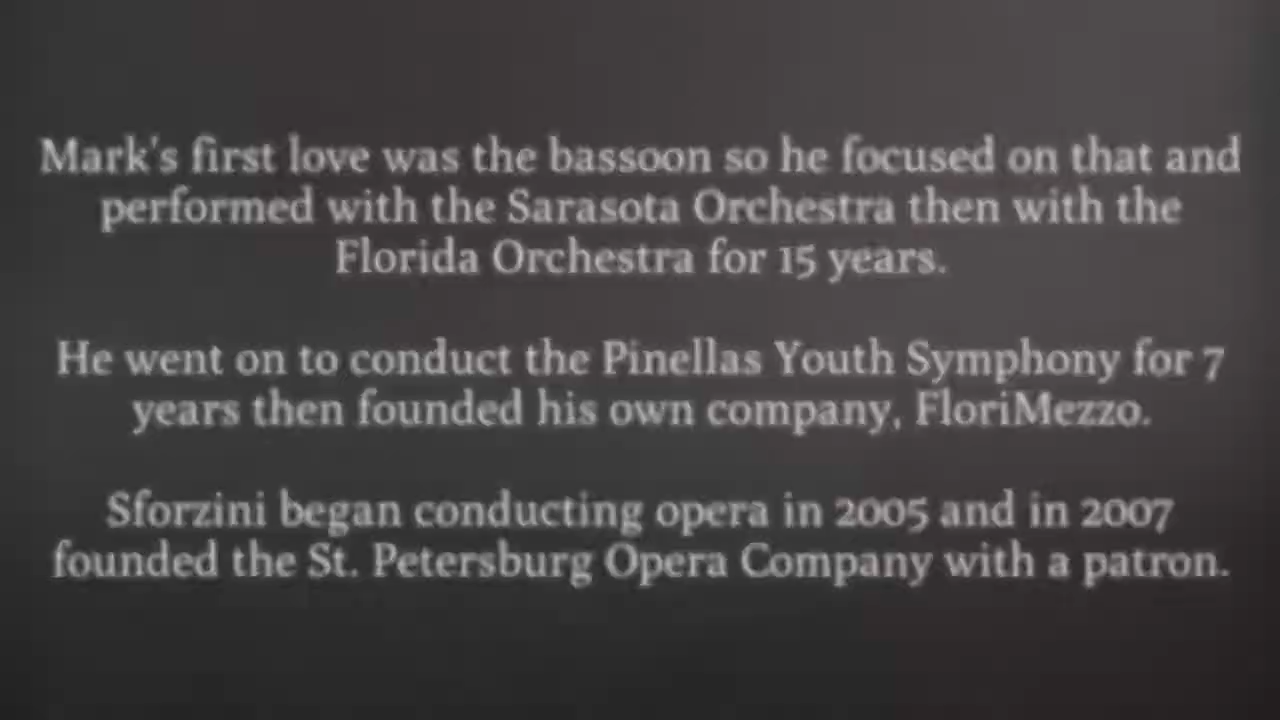 Mark's first love was the bassoon so he focused on that and
performed with the Sarasota Orchestra then with the
Florida Orchestra for 15 years.
He went on to conduct the Pinellas Youth Symphony for 7
years then founded his own company, FloriMezzo.
Sforzini began conducting opera in 2005 and in 2007
founded the St. Petersburg Opera Company with a patron.